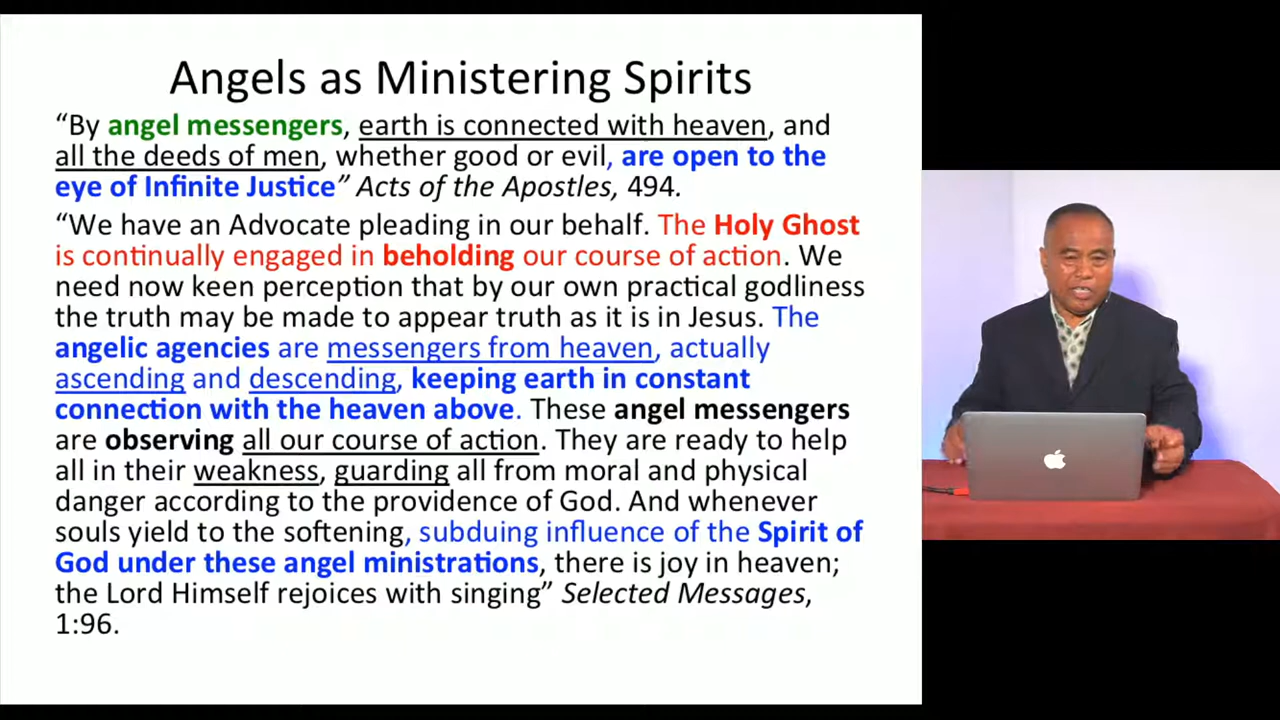 Angels as Ministering Spirits
“By angel messengers, earth is connected with heaven, and
all the deeds of men, whether good or evil, are open to the
eye of Infinite Justice” Acts of the Apostles, 494.
“We have an Advocate pleading in our behalf. The Holy Ghost
is continually engaged in beholding our course of action. We
need now keen perception that by our own practical godliness
the truth may be made to appear truth as it is in Jesus. The
angelic agencies are messengers from heaven, actually
ascending and descending, keeping earth in constant
connection with the heaven above. These angel messengers
are observing all our course of action. They are ready to help
all in their weakness, guarding all from moral and physical
danger according to the providence of God. And whenever
souls yield to the softening, subduing influence of the Spirit of
God under these angel ministrations, there is joy in heaven;
the Lord Himself rejoices with singing” Selected Messages,
1:96.